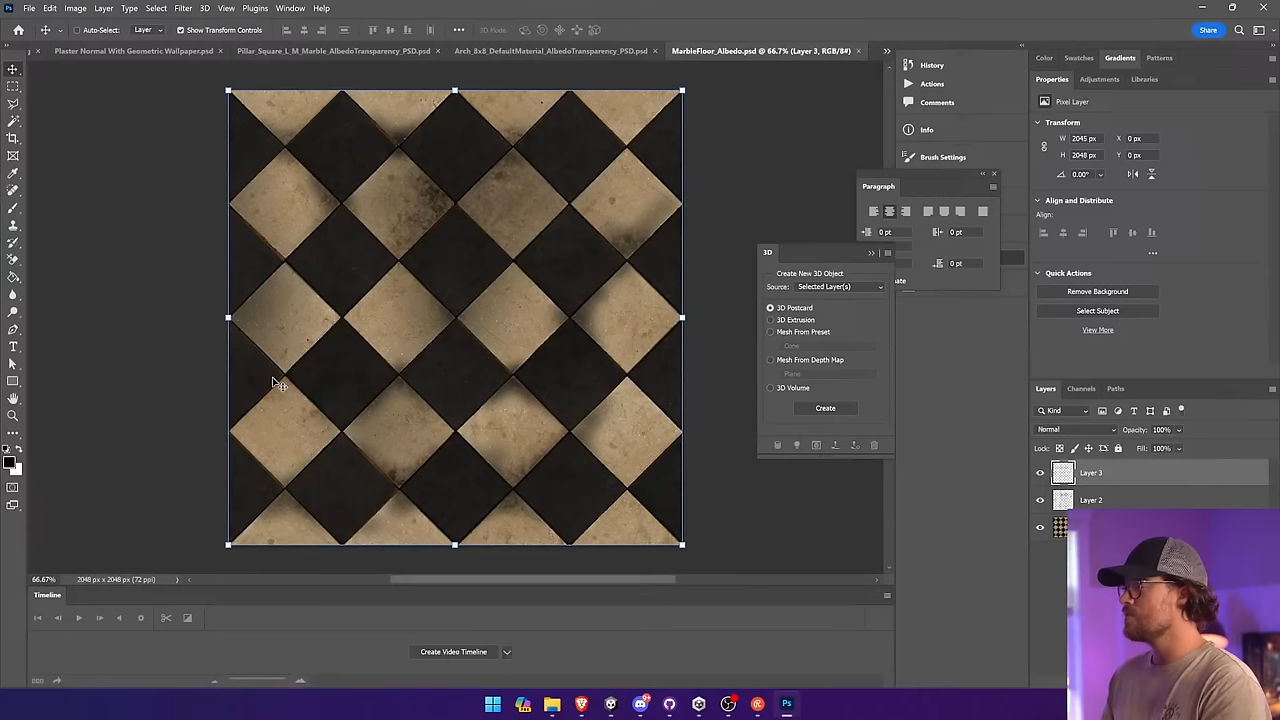 File Edit Image Layer Type Select Filter 3D View Plugins Window Help
Auto-Select: Layer Show Transform Controls 3D Mode: Share
Plaster Normal With Geometric Wallpaper.psd Pillar_Square_L_M_Marble_AlbedoTransparency_PSD.psd Arch_8x8_DefaultMaterial_AlbedoTransparency_PSD.psd MarbleFloor_Albedo.psd @ 66.7% (Layer 3, RGB/8#)
History
Actions
Comments
Info
Brush Settings
Paragraph
0 pt 0 pt
0 pt
3D
Create New 3D Object
Source: Selected Layer(s)
3D Postcard
3D Extrusion
Mesh From Preset
Cone
Mesh From Depth Map
Plane
3D Volume
Create
Color Swatches Gradients Patterns
Properties Adjustments Libraries
Pixel Layer
Transform
W 2045 px X 0 px
H 2048 px Y 0 px
0.00°
Align and Distribute
Align:
Quick Actions
Remove Background
Select Subject
View More
Layers Channels Paths
Kind
Normal Opacity: 100%
Lock: Fill: 100%
Layer 3
Layer 2
66.67% 2048 px x 2048 px (72 ppi)
Timeline
Create Video Timeline
Ps